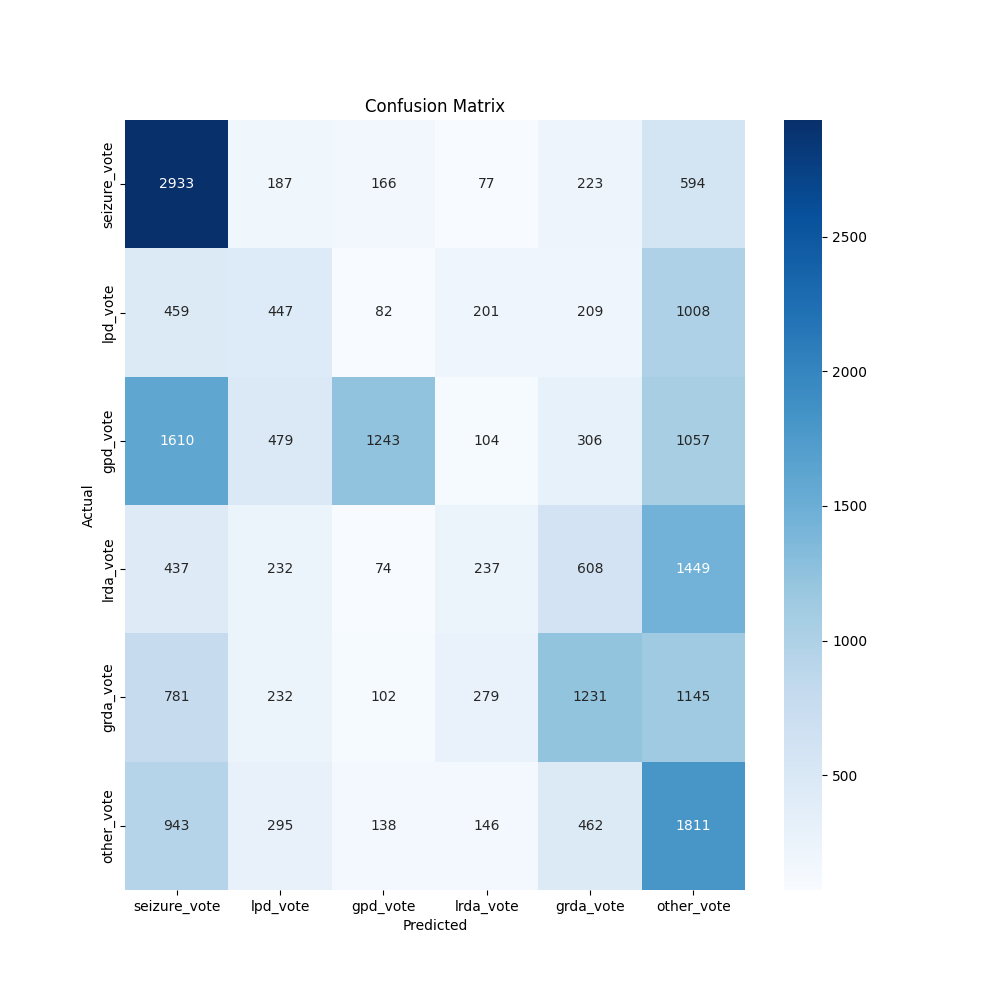 Confusion Matrix
seizure_vote 2933 187 166 77 223 594
lpd_vote 459 447 82 201 209 1008
gpd_vote 1610 479 1243 104 306 1057
lrda_vote 437 232 74 237 608 1449
grda_vote 781 232 102 279 1231 1145
other_vote 943 295 138 146 462 1811
Actual
seizure_vote lpd_vote gpd_vote lrda_vote grda_vote other_vote
Predicted
2500
2000
1500
1000
500